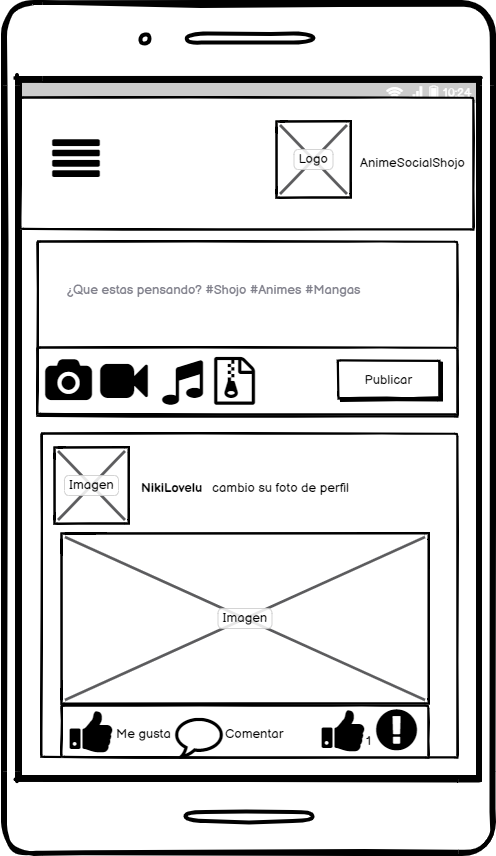 10:24
Logo
AnimeSocialShojo
¿Que estas pensando? #Shojo #Animes #Mangas
Publicar
Imagen
NikiLovelu cambio su foto de perfil
Imagen
Me gusta Comentar 1